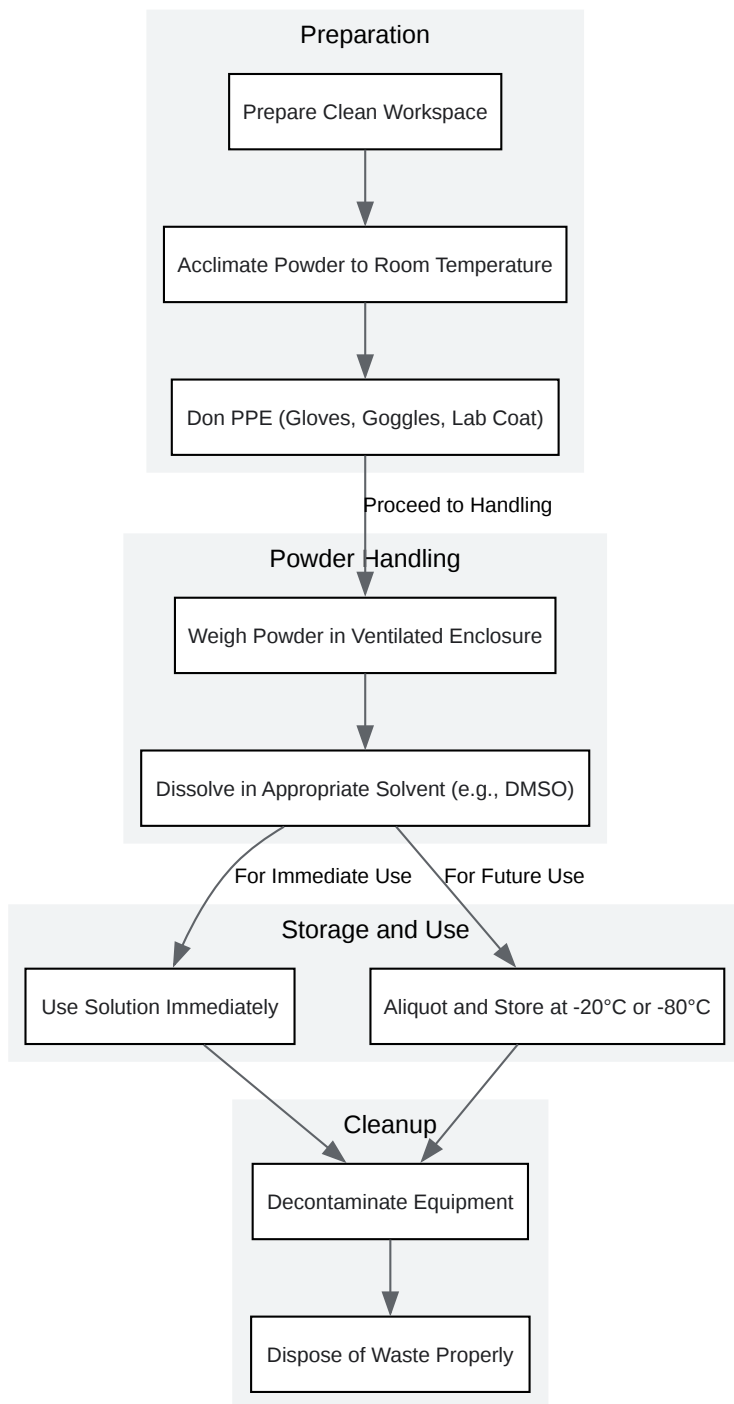 Preparation
Prepare Clean Workspace
Acclimate Powder to Room Temperature
Don PPE (Gloves, Goggles, Lab Coat)
Proceed to Handling
Powder Handling
Weigh Powder in Ventilated Enclosure
Dissolve in Appropriate Solvent (e.g., DMSO)
For Immediate Use
For Future Use
Storage and Use
Use Solution Immediately
Aliquot and Store at -20°C or -80°C
Cleanup
Decontaminate Equipment
Dispose of Waste Properly